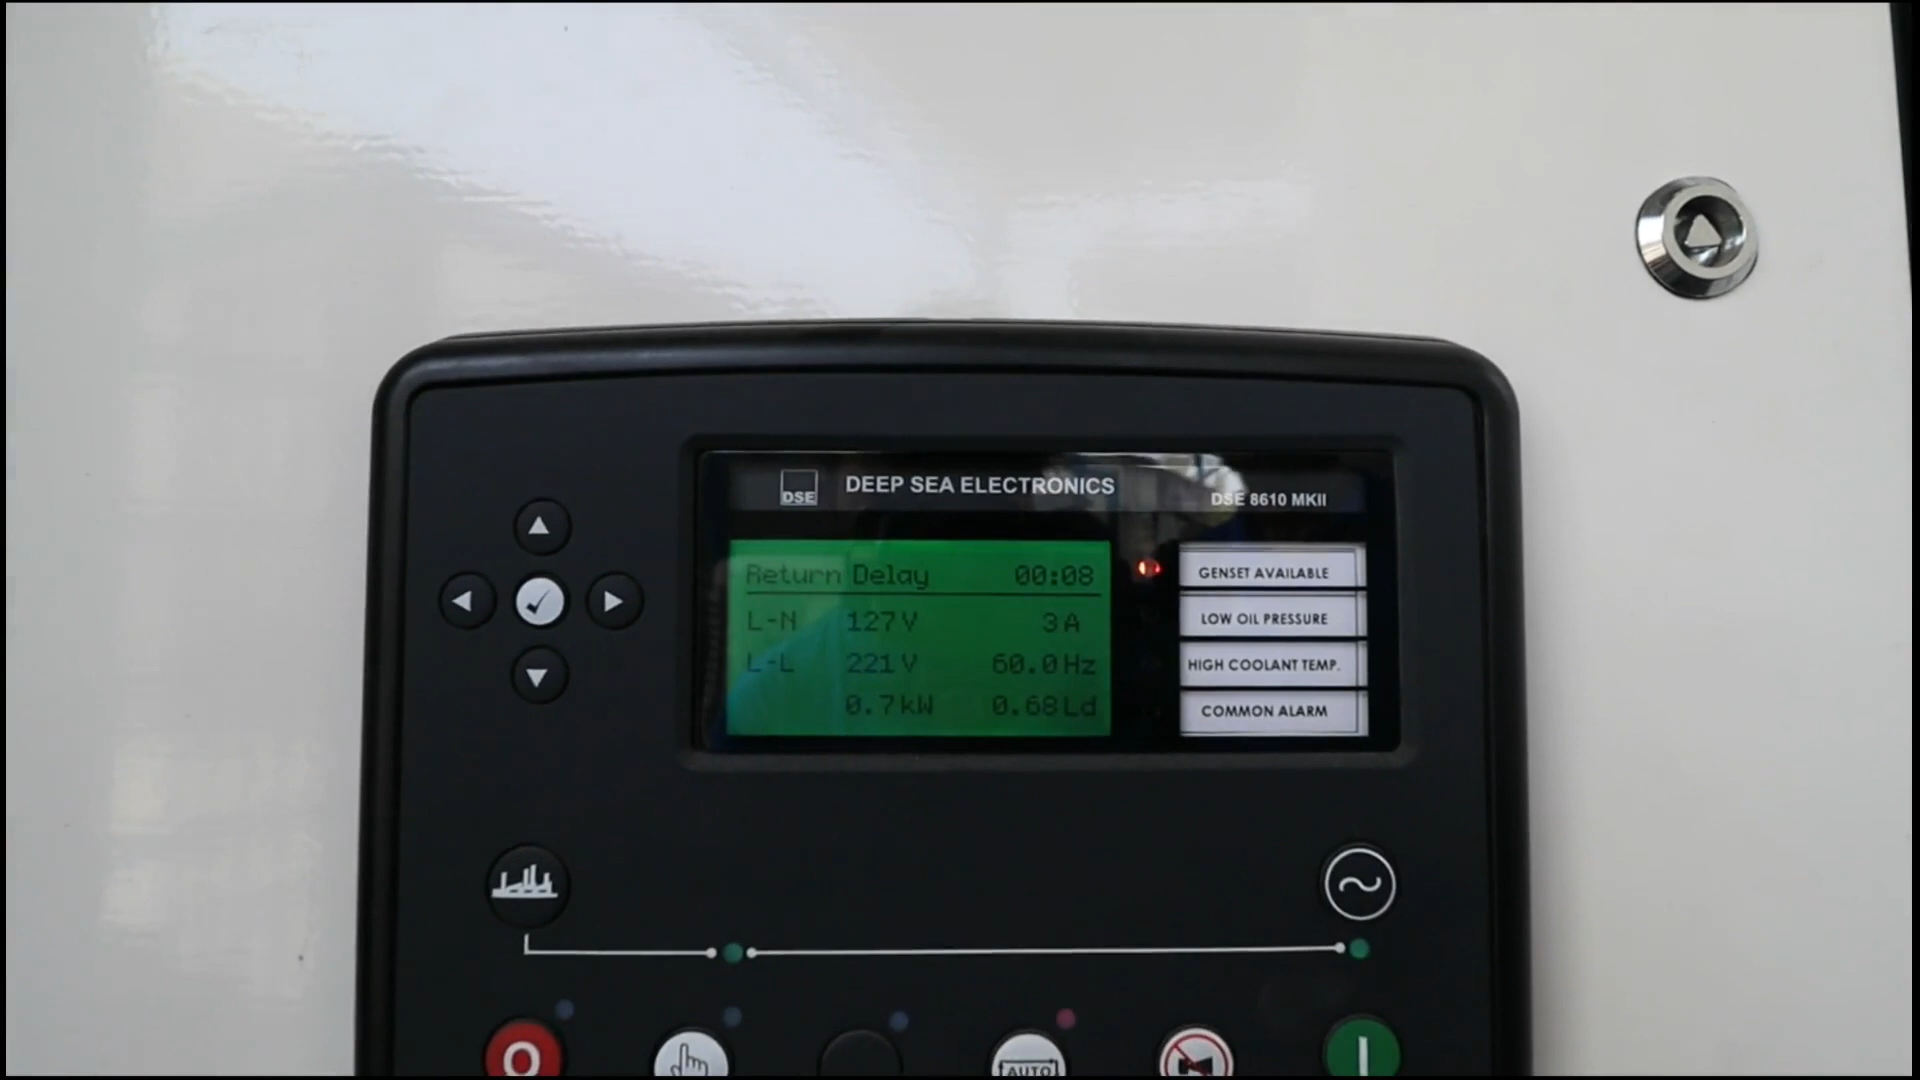 DSE
DEEP SEA ELECTRONICS
DSE 8610 MKII
Return Delay 00:08
L-N 127V 3A
L-L 221V 60.0Hz
0.7kW 0.68Ld
GENSET AVAILABLE
LOW OIL PRESSURE
HIGH COOLANT TEMP.
COMMON ALARM
O
AUTO
I